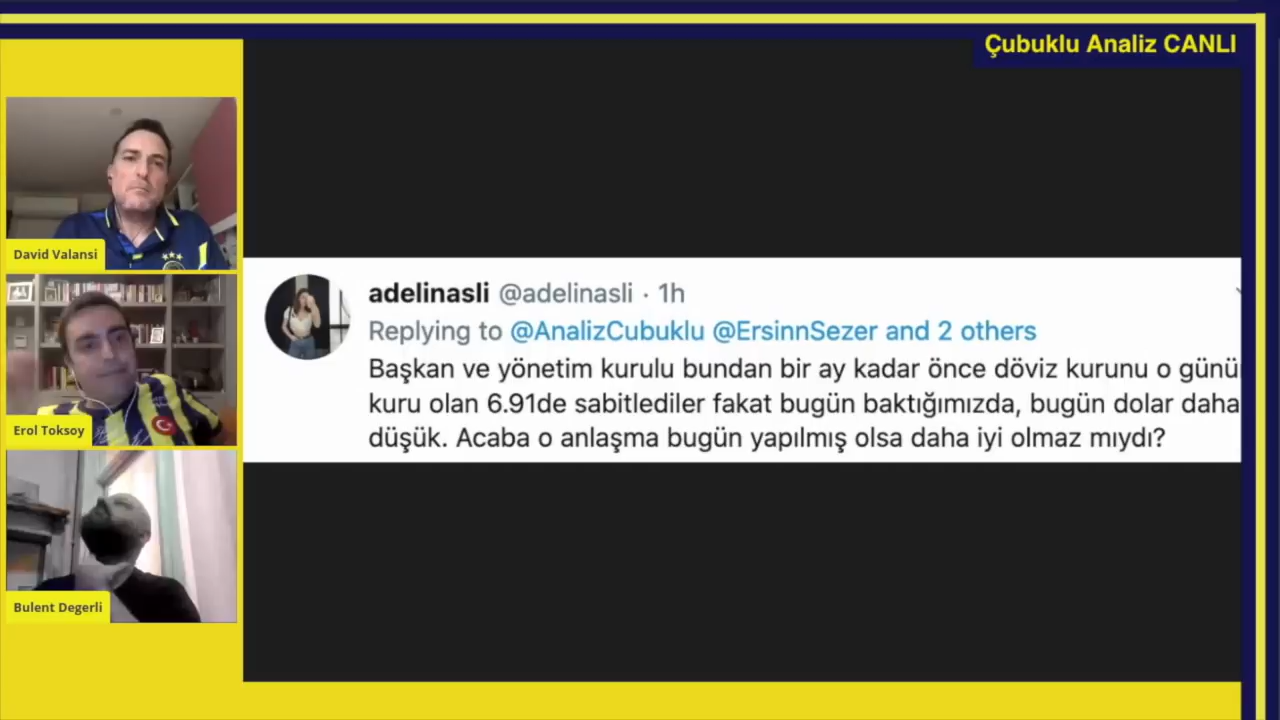 Çubuklu Analiz CANLI
David Valansi
Erol Toksoy
Bulent Degerli
adelinasli @adelinasli · 1h
Replying to @AnalizCubuklu @ErsinnSezer and 2 others
Başkan ve yönetim kurulu bundan bir ay kadar önce döviz kurunu o günü
kuru olan 6.91de sabitlediler fakat bugün baktığımızda, bugün dolar daha
düşük. Acaba o anlaşma bugün yapılmış olsa daha iyi olmaz mıydı?